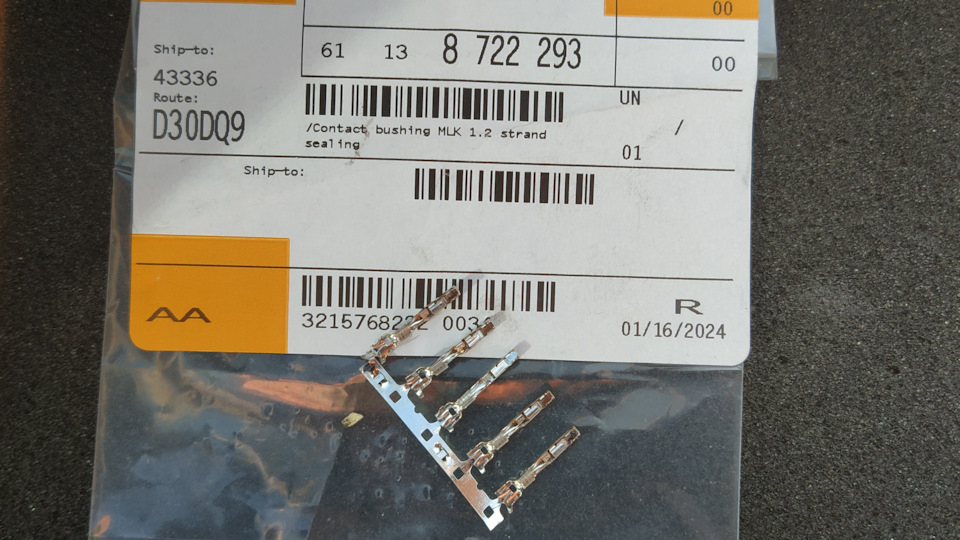 00
Ship-to:
61 13 8 722 293
00
43336
Route:
UN
D30DQ9
/Contact bushing MLK 1.2 strand
sealing
/
01
Ship-to:
AA
R
003
01/16/2024